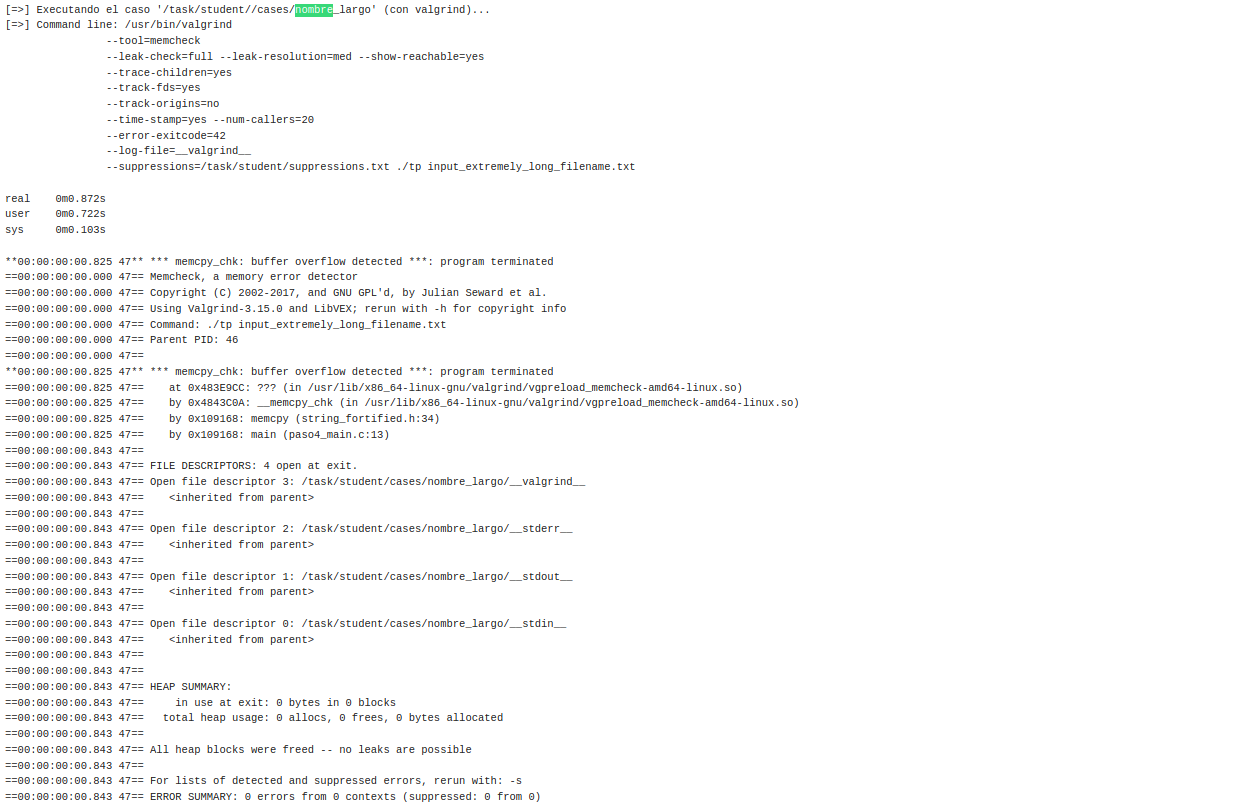 [=>] Executando el caso '/task/student//cases/nombre_largo' (con valgrind)...
[=>] Command line: /usr/bin/valgrind
--tool=memcheck
--leak-check=full --leak-resolution=med --show-reachable=yes
--trace-children=yes
--track-fds=yes
--track-origins=no
--time-stamp=yes --num-callers=20
--error-exitcode=42
--log-file=__valgrind__
--suppressions=/task/student/suppressions.txt ./tp input_extremely_long_filename.txt
real    0m0.872s
user    0m0.722s
sys     0m0.103s
**00:00:00:00.825 47** *** memcpy_chk: buffer overflow detected ***: program terminated
==00:00:00:00.000 47== Memcheck, a memory error detector
==00:00:00:00.000 47== Copyright (C) 2002-2017, and GNU GPL'd, by Julian Seward et al.
==00:00:00:00.000 47== Using Valgrind-3.15.0 and LibVEX; rerun with -h for copyright info
==00:00:00:00.000 47== Command: ./tp input_extremely_long_filename.txt
==00:00:00:00.000 47== Parent PID: 46
==00:00:00:00.000 47==
**00:00:00:00.825 47** *** memcpy_chk: buffer overflow detected ***: program terminated
==00:00:00:00.825 47==    at 0x483E9CC: ??? (in /usr/lib/x86_64-linux-gnu/valgrind/vgpreload_memcheck-amd64-linux.so)
==00:00:00:00.825 47==    by 0x4843C0A: __memcpy_chk (in /usr/lib/x86_64-linux-gnu/valgrind/vgpreload_memcheck-amd64-linux.so)
==00:00:00:00.825 47==    by 0x109168: memcpy (string_fortified.h:34)
==00:00:00:00.825 47==    by 0x109168: main (paso4_main.c:13)
==00:00:00:00.843 47==
==00:00:00:00.843 47== FILE DESCRIPTORS: 4 open at exit.
==00:00:00:00.843 47== Open file descriptor 3: /task/student/cases/nombre_largo/__valgrind__
==00:00:00:00.843 47==    <inherited from parent>
==00:00:00:00.843 47==
==00:00:00:00.843 47== Open file descriptor 2: /task/student/cases/nombre_largo/__stderr__
==00:00:00:00.843 47==    <inherited from parent>
==00:00:00:00.843 47==
==00:00:00:00.843 47== Open file descriptor 1: /task/student/cases/nombre_largo/__stdout__
==00:00:00:00.843 47==    <inherited from parent>
==00:00:00:00.843 47==
==00:00:00:00.843 47== Open file descriptor 0: /task/student/cases/nombre_largo/__stdin__
==00:00:00:00.843 47==    <inherited from parent>
==00:00:00:00.843 47==
==00:00:00:00.843 47==
==00:00:00:00.843 47== HEAP SUMMARY:
==00:00:00:00.843 47==     in use at exit: 0 bytes in 0 blocks
==00:00:00:00.843 47==   total heap usage: 0 allocs, 0 frees, 0 bytes allocated
==00:00:00:00.843 47==
==00:00:00:00.843 47== All heap blocks were freed -- no leaks are possible
==00:00:00:00.843 47==
==00:00:00:00.843 47== For lists of detected and suppressed errors, rerun with: -s
==00:00:00:00.843 47== ERROR SUMMARY: 0 errors from 0 contexts (suppressed: 0 from 0)